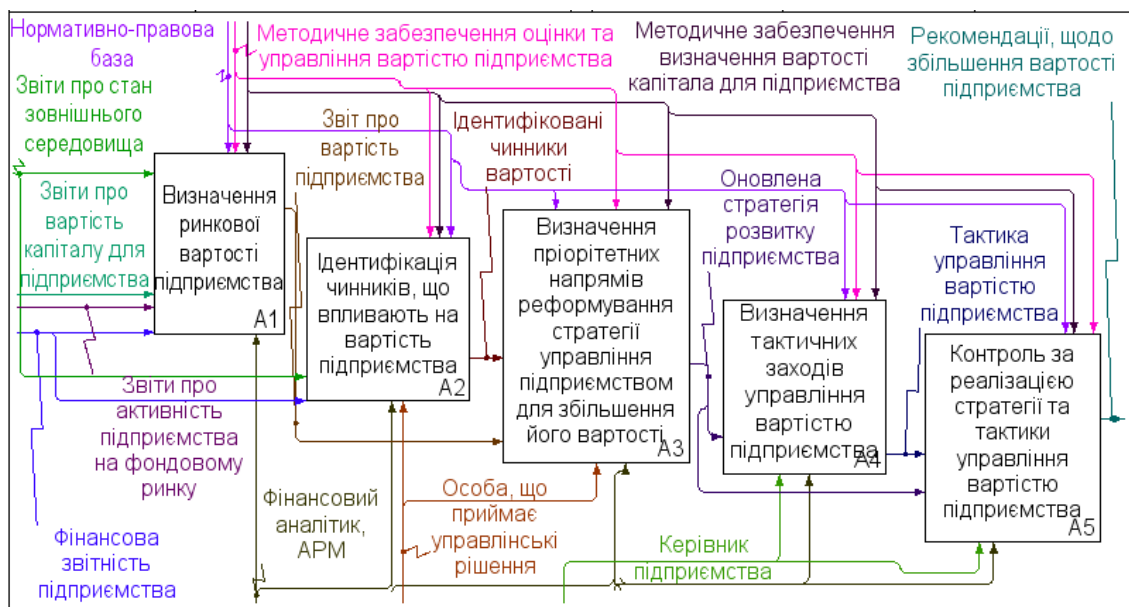 Нормативно-правова
база
Методичне забезпечення оцінки та
управління вартістю підприємства
Методичне забезпечення
визначення вартості
капітала для підприємства
Рекомендації, щодо
збільшення вартості
підприємства
Звіти про стан
зовнішнього
середовища
Звіт про
вартість
підприємства
Ідентифіковані
чинники
вартості
Оновлена
стратегія
розвитку
підприємства
Тактика
управління
вартістю
підприємства
Звіти про
вартість
капіталу для
підприємства
Визначення
ринкової
вартості
підприємства
A1
Ідентифікація
чинників, що
впливають на
вартість
підприємства
A2
Визначення
пріорітетних
напрямів
реформування
стратегії
управління
підприємством
для збільшення
його вартості
A3
Визначення
тактичних
заходів
управління
вартістю
підприємства
A4
Контроль за
реалізацією
стратегії та
тактики
управління
вартістю
підприємства
A5
Звіти про
активність
підприємства
на фондовому
ринку
Фінансова
звітність
підприємства
Фінансовий
аналітик,
АРМ
Особа, що
приймає
управлінські
рішення
Керівник
підприємства